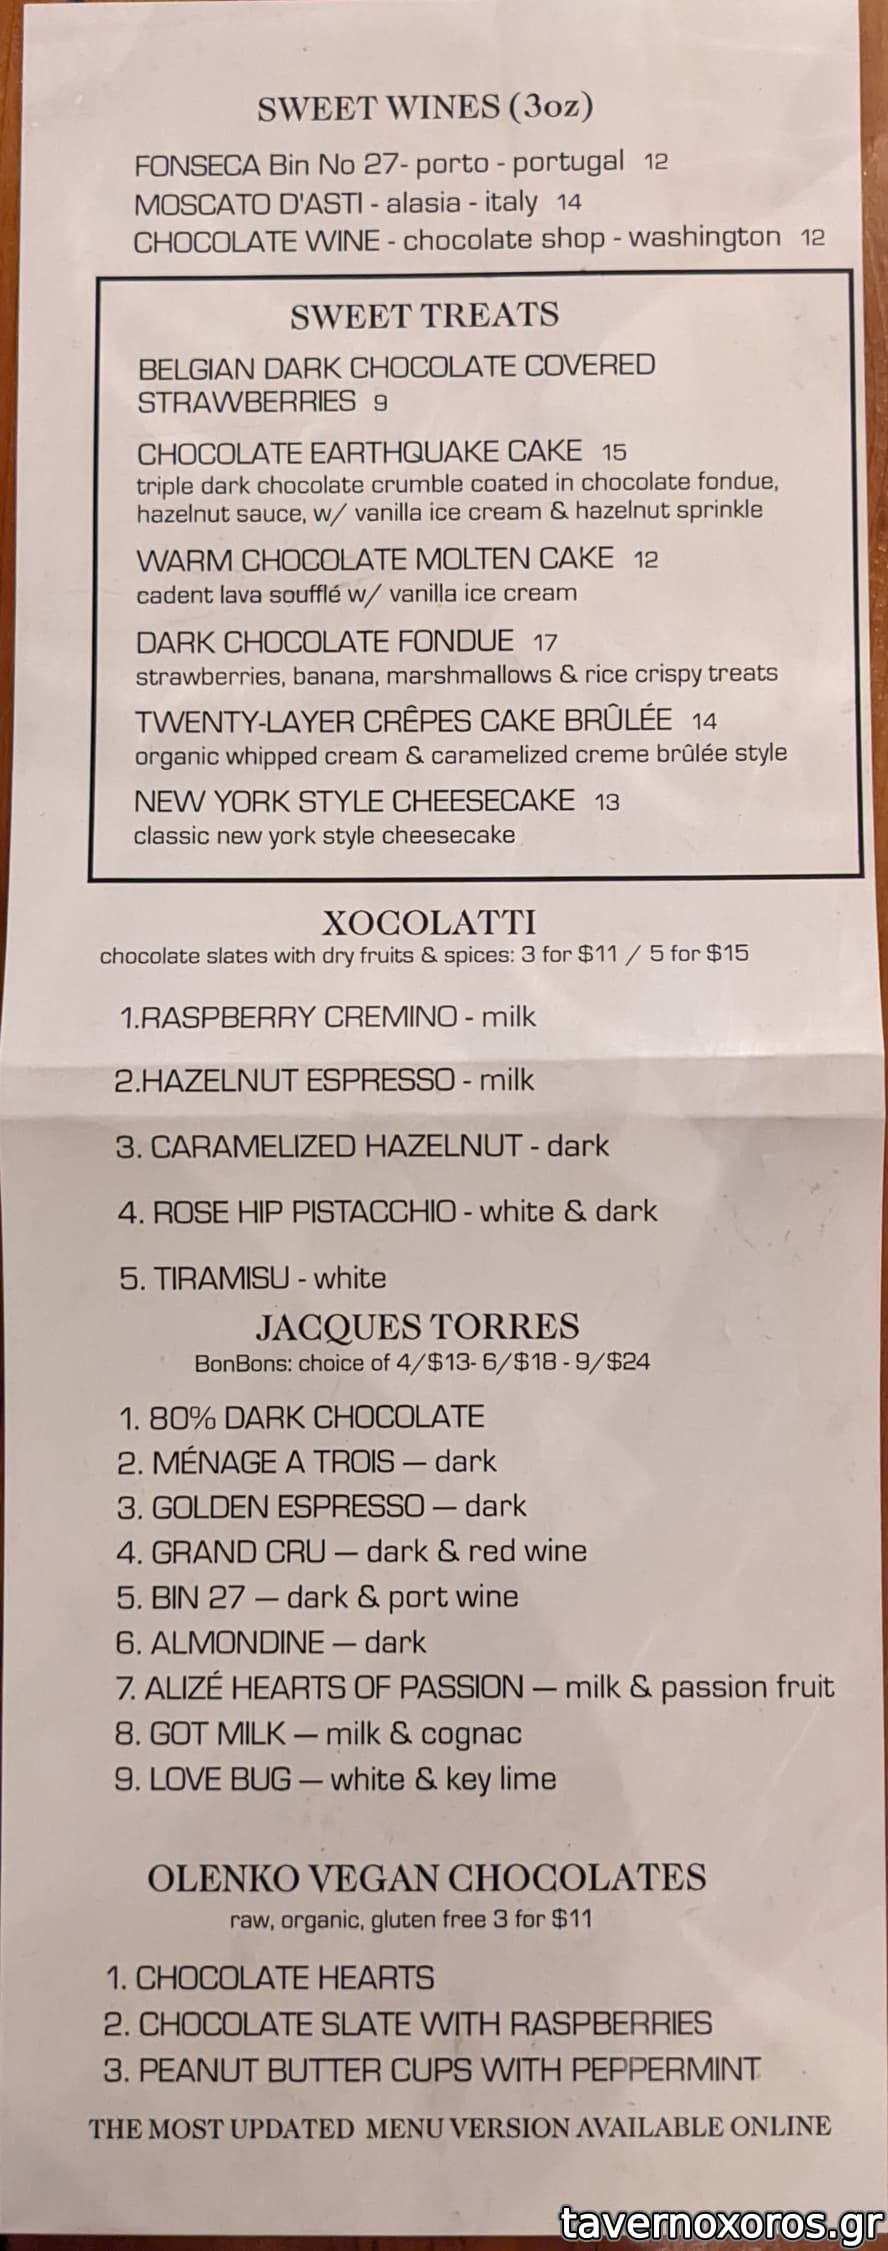 SWEET WINES (3oz)
FONSECA Bin No 27- porto - portugal 12
MOSCATO D'ASTI - alasia - italy 14
CHOCOLATE WINE - chocolate shop - washington 12
SWEET TREATS
BELGIAN DARK CHOCOLATE COVERED
STRAWBERRIES 9
CHOCOLATE EARTHQUAKE CAKE 15
triple dark chocolate crumble coated in chocolate fondue,
hazelnut sauce, w/ vanilla ice cream & hazelnut sprinkle
WARM CHOCOLATE MOLTEN CAKE 12
cadent lava soufflé w/ vanilla ice cream
DARK CHOCOLATE FONDUE 17
strawberries, banana, marshmallows & rice crispy treats
TWENTY-LAYER CRÊPES CAKE BRÛLÉE 14
organic whipped cream & caramelized creme brûlée style
NEW YORK STYLE CHEESECAKE 13
classic new york style cheesecake
XOCOLATTI
chocolate slates with dry fruits & spices: 3 for $11 / 5 for $15
1.RASPBERRY CREMINO - milk
2.HAZELNUT ESPRESSO - milk
3. CARAMELIZED HAZELNUT - dark
4. ROSE HIP PISTACCHIO - white & dark
5. TIRAMISU - white
JACQUES TORRES
BonBons: choice of 4/$13- 6/$18 - 9/$24
1. 80% DARK CHOCOLATE
2. MÉNAGE A TROIS — dark
3. GOLDEN ESPRESSO — dark
4. GRAND CRU — dark & red wine
5. BIN 27 — dark & port wine
6. ALMONDINE — dark
7. ALIZÉ HEARTS OF PASSION — milk & passion fruit
8. GOT MILK — milk & cognac
9. LOVE BUG — white & key lime
OLENKO VEGAN CHOCOLATES
raw, organic, gluten free 3 for $11
1. CHOCOLATE HEARTS
2. CHOCOLATE SLATE WITH RASPBERRIES
3. PEANUT BUTTER CUPS WITH PEPPERMINT
THE MOST UPDATED MENU VERSION AVAILABLE ONLINE
tavernoxoros.gr